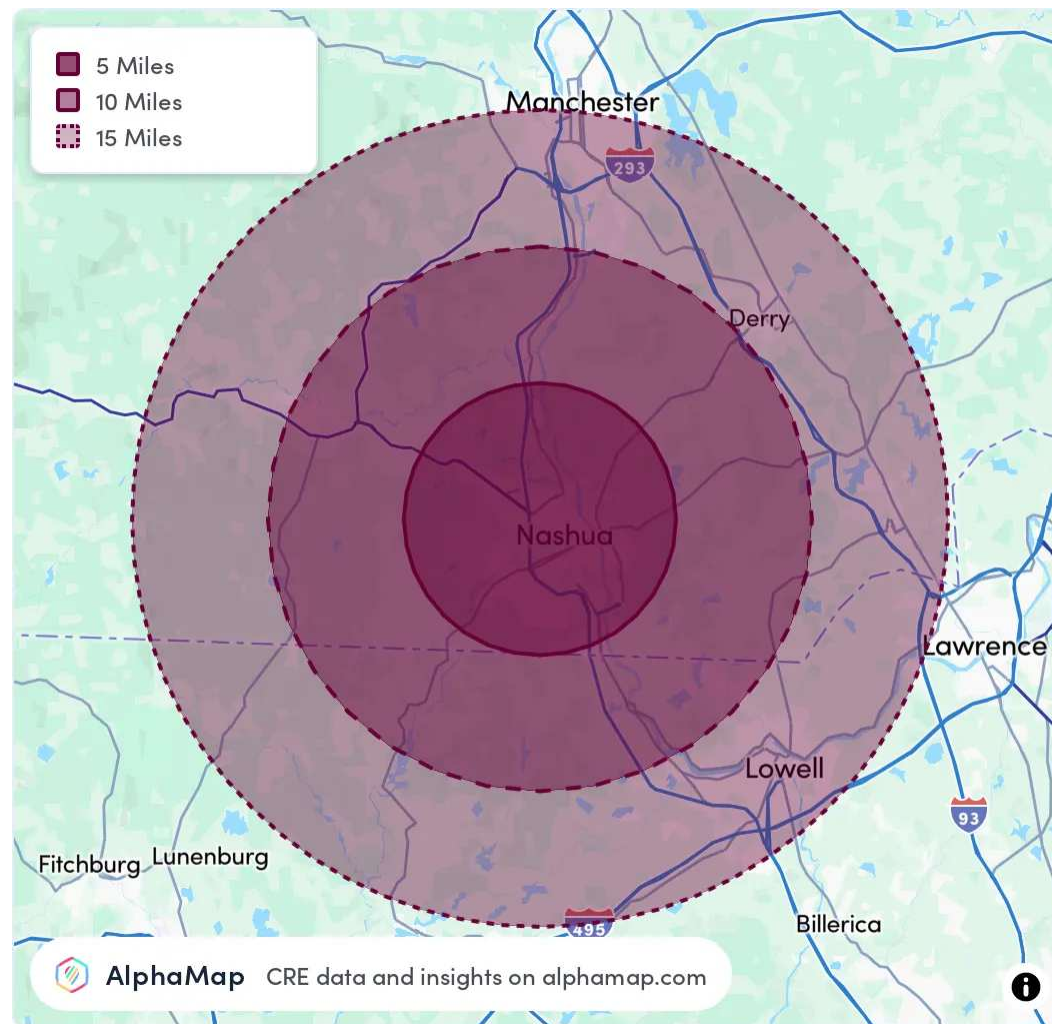 5 Miles
10 Miles
15 Miles
Manchester
293
Derry
Nashua
Lawrence
Lowell
93
Fitchburg
Lunenburg
495
Billerica
AlphaMap CRE data and insights on alphamap.com